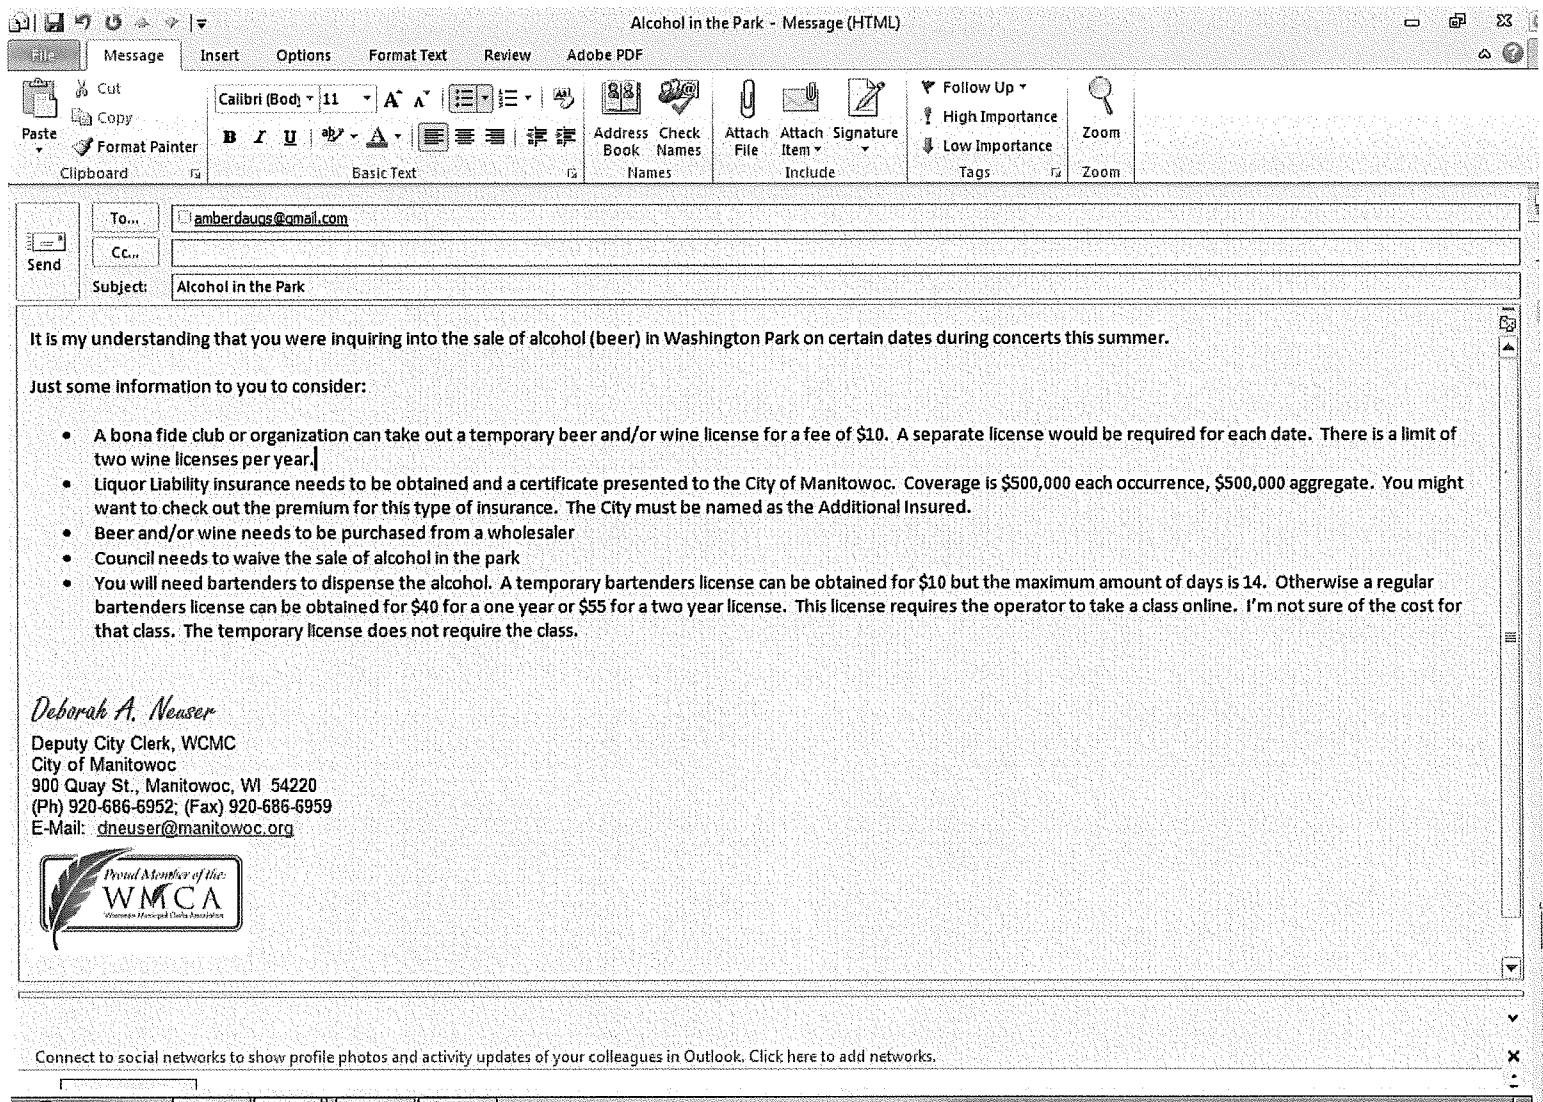 Alcohol in the Park - Message (HTML)
File Message Insert Options Format Text Review Adobe PDF
Cut
Copy
Paste
Format Painter
Clipboard
Calibri (Body 11
B I U
Basic Text
Address Book
Check Names
Names
Attach File
Attach Item
Signature
Include
Follow Up
High Importance
Low Importance
Tags
Zoom
Zoom
To... amberdaugs@gmail.com
Cc...
Send
Subject: Alcohol in the Park
It is my understanding that you were inquiring into the sale of alcohol (beer) in Washington Park on certain dates during concerts this summer.
Just some information to you to consider:
• A bona fide club or organization can take out a temporary beer and/or wine license for a fee of $10. A separate license would be required for each date. There is a limit of
two wine licenses per year.
• Liquor Liability insurance needs to be obtained and a certificate presented to the City of Manitowoc. Coverage is $500,000 each occurrence, $500,000 aggregate. You might
want to check out the premium for this type of insurance. The City must be named as the Additional Insured.
• Beer and/or wine needs to be purchased from a wholesaler
• Council needs to waive the sale of alcohol in the park
• You will need bartenders to dispense the alcohol. A temporary bartenders license can be obtained for $10 but the maximum amount of days is 14. Otherwise a regular
bartenders license can be obtained for $40 for a one year or $55 for a two year license. This license requires the operator to take a class online. I'm not sure of the cost for
that class. The temporary license does not require the class.
Deborah A. Neuser
Deputy City Clerk, WCMC
City of Manitowoc
900 Quay St., Manitowoc, WI 54220
(Ph) 920-686-6952; (Fax) 920-686-6959
E-Mail: dneuser@manitowoc.org
Proud Member of the:
WMCA
Wisconsin Municipal Clerks Association
Connect to social networks to show profile photos and activity updates of your colleagues in Outlook. Click here to add networks.